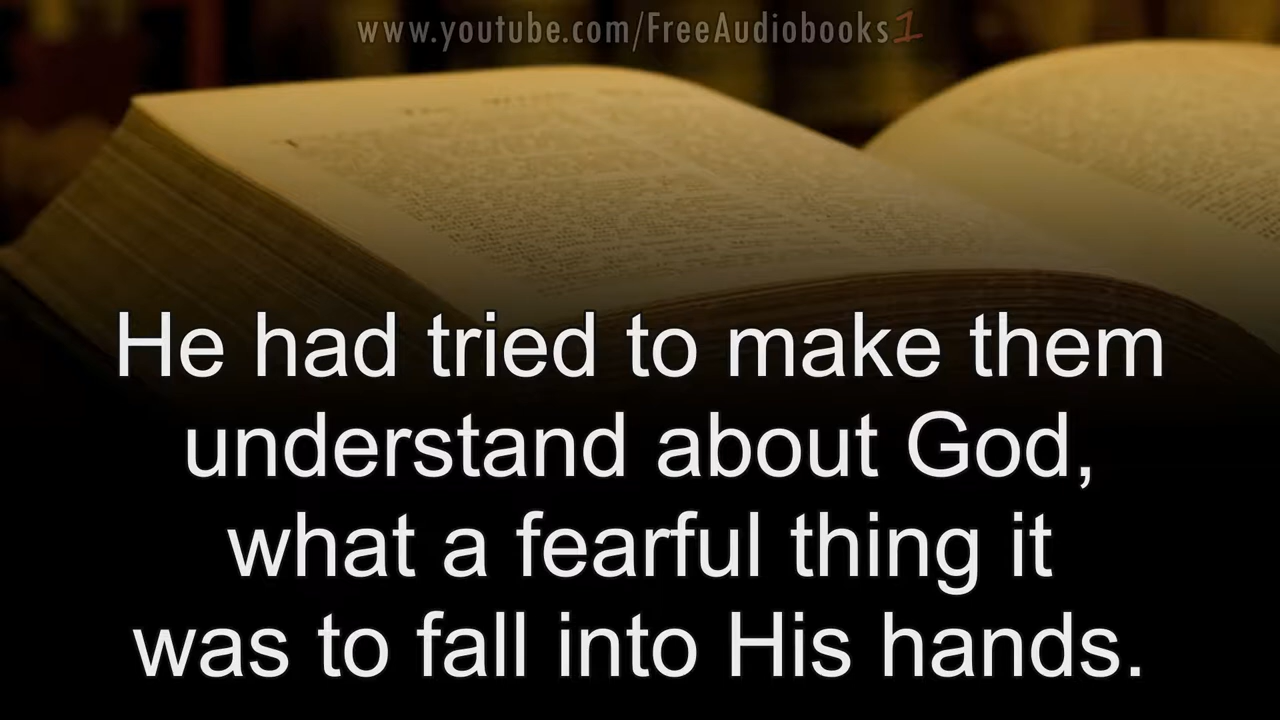 www.youtube.com/FreeAudiobooks1
He had tried to make them
understand about God,
what a fearful thing it
was to fall into His hands.